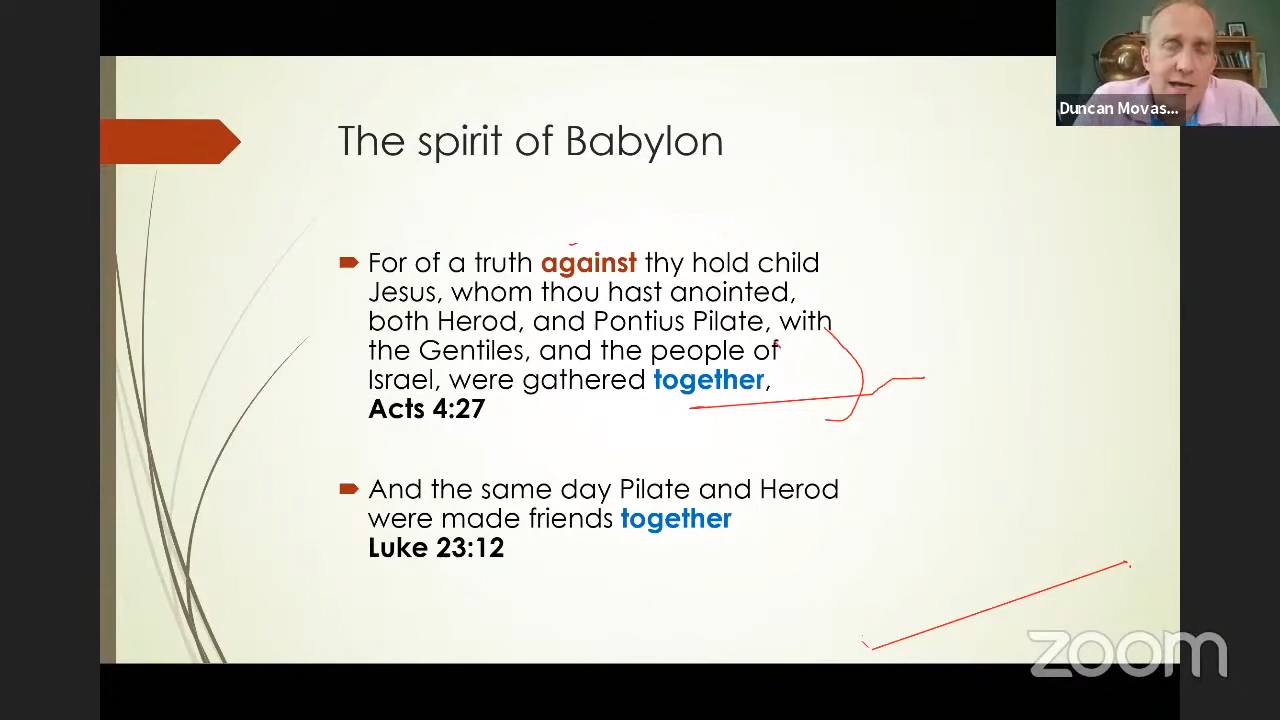 Duncan Movas...
The spirit of Babylon
For of a truth against thy hold child
Jesus, whom thou hast anointed,
both Herod, and Pontius Pilate, with
the Gentiles, and the people of
Israel, were gathered together,
Acts 4:27
And the same day Pilate and Herod
were made friends together
Luke 23:12
zoom